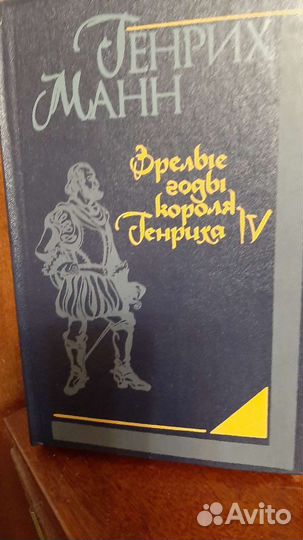 Генрих
Манн
Зрелые
годы
короля
Генриха IV
Avito